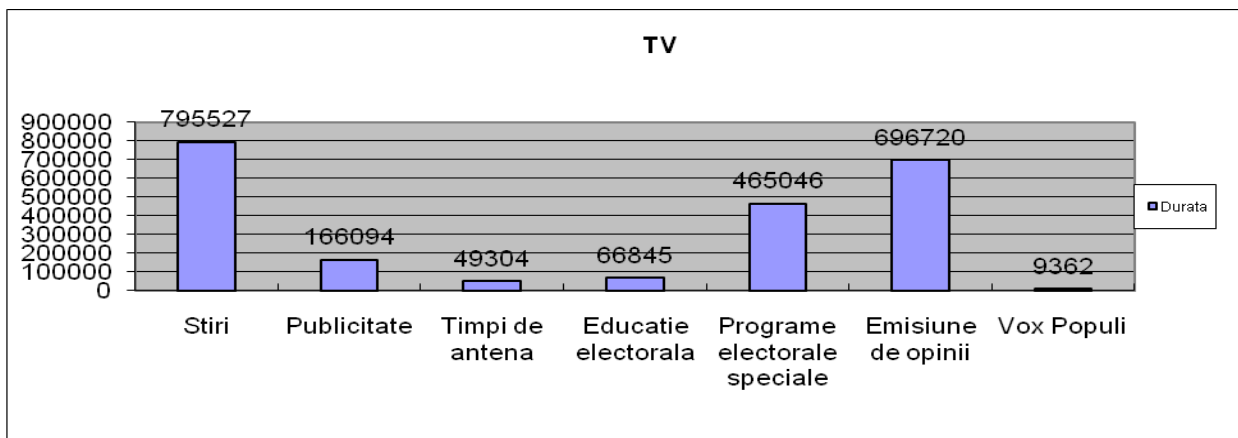 TV
900000
800000
700000
600000
500000
400000
300000
200000
100000
0
795527
166094
49304
66845
465046
696720
9362
Stiri
Publicitate
Timpi de
antena
Educatie
electorala
Programe
electorale
speciale
Emisiune
de opinii
Vox Populi
Durata